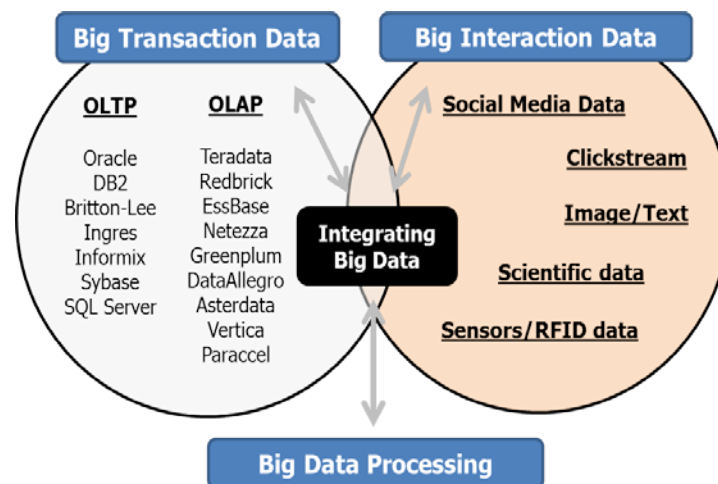 Big Transaction Data
Big Interaction Data
OLTP
Oracle
DB2
Britton-Lee
Ingres
Informix
Sybase
SQL Server
OLAP
Teradata
Redbrick
EssBase
Netezza
Greenplum
DataAllegro
Asterdata
Vertica
Paraccel
Integrating
Big Data
Social Media Data
Clickstream
Image/Text
Scientific data
Sensors/RFID data
Big Data Processing